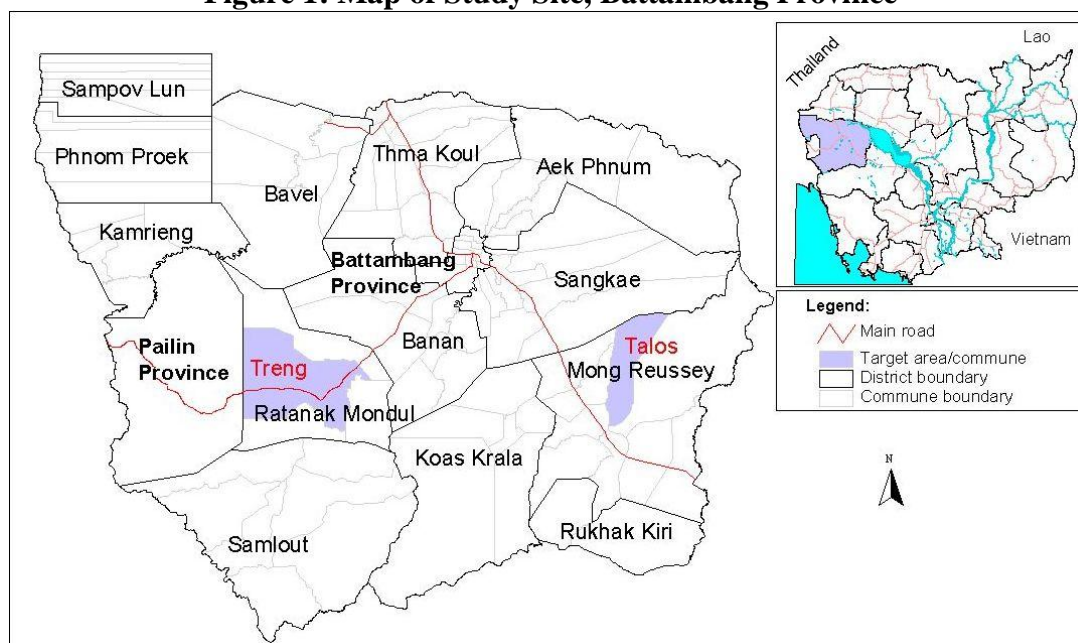 Figure 1: Map of Study Site, Battambang Province
Sampov Lun
Phnom Proek
Kamrieng
Bavel
Thma Koul
Aek Phnum
Battambang
Province
Sangkae
Banan
Pailin
Province
Treng
Ratanak Mondul
Talos
Mong Reussey
Koas Krala
Samlout
Rukhak Kiri
Thailand
Lao
Vietnam
Legend:
Main road
Target area/commune
District boundary
Commune boundary
N